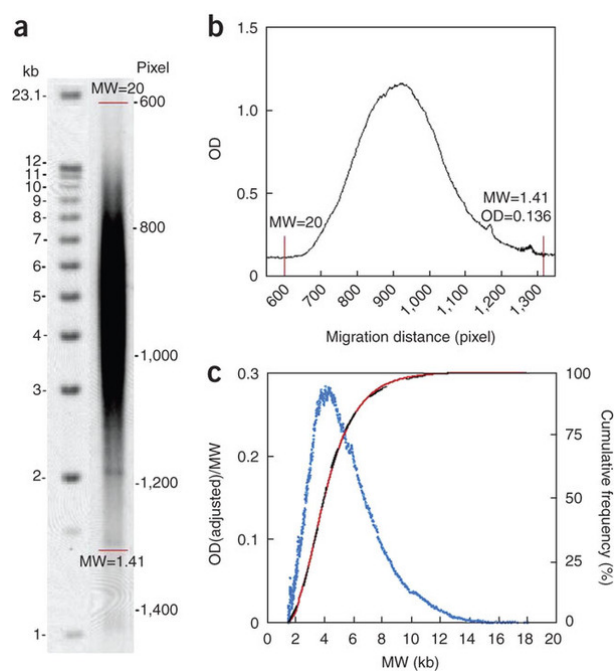 a
kb
Pixel
MW=20
23.1-
-600
12
11
10
9
8
7
6
5
4
3
2
1
-800
-1,000
-1,200
-1,400
MW=1.41
b
1.5
1.0
0.5
0
OD
MW=20
MW=1.41
OD=0.136
600
700
800
900
1,000
1,100
1,200
1,300
Migration distance (pixel)
c
0.3
0.2
0.1
0
OD(adjusted)/MW
100
75
50
25
0
Cumulative frequency
(%)
0 2 4 6 8 10 12 14 16 18 20
MW (kb)